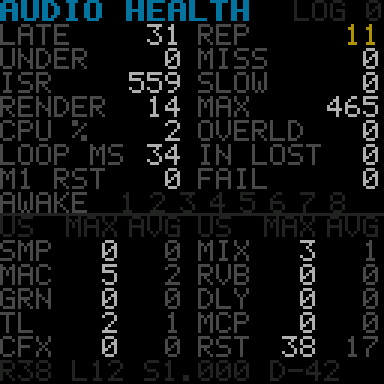 AUDIO HEALTH LOG 0
LATE 31 REP 11
UNDER 0 MISS 0
ISR 559 SLOW 0
RENDER 14 MAX 465
CPU % 2 OVERLD 0
LOOP MS 34 IN LOST 0
M1 RST 0 FAIL 0
AWAKE 1 2 3 4 5 6 7 8
US MAX AVG US MAX AVG
SMP 0 0 MIX 3 1
MAC 5 2 RVB 0 0
GRN 0 0 DLY 0 0
TL 2 1 MCP 0 0
CFX 0 0 RST 38 17
R38 L12 S1.000 D-42